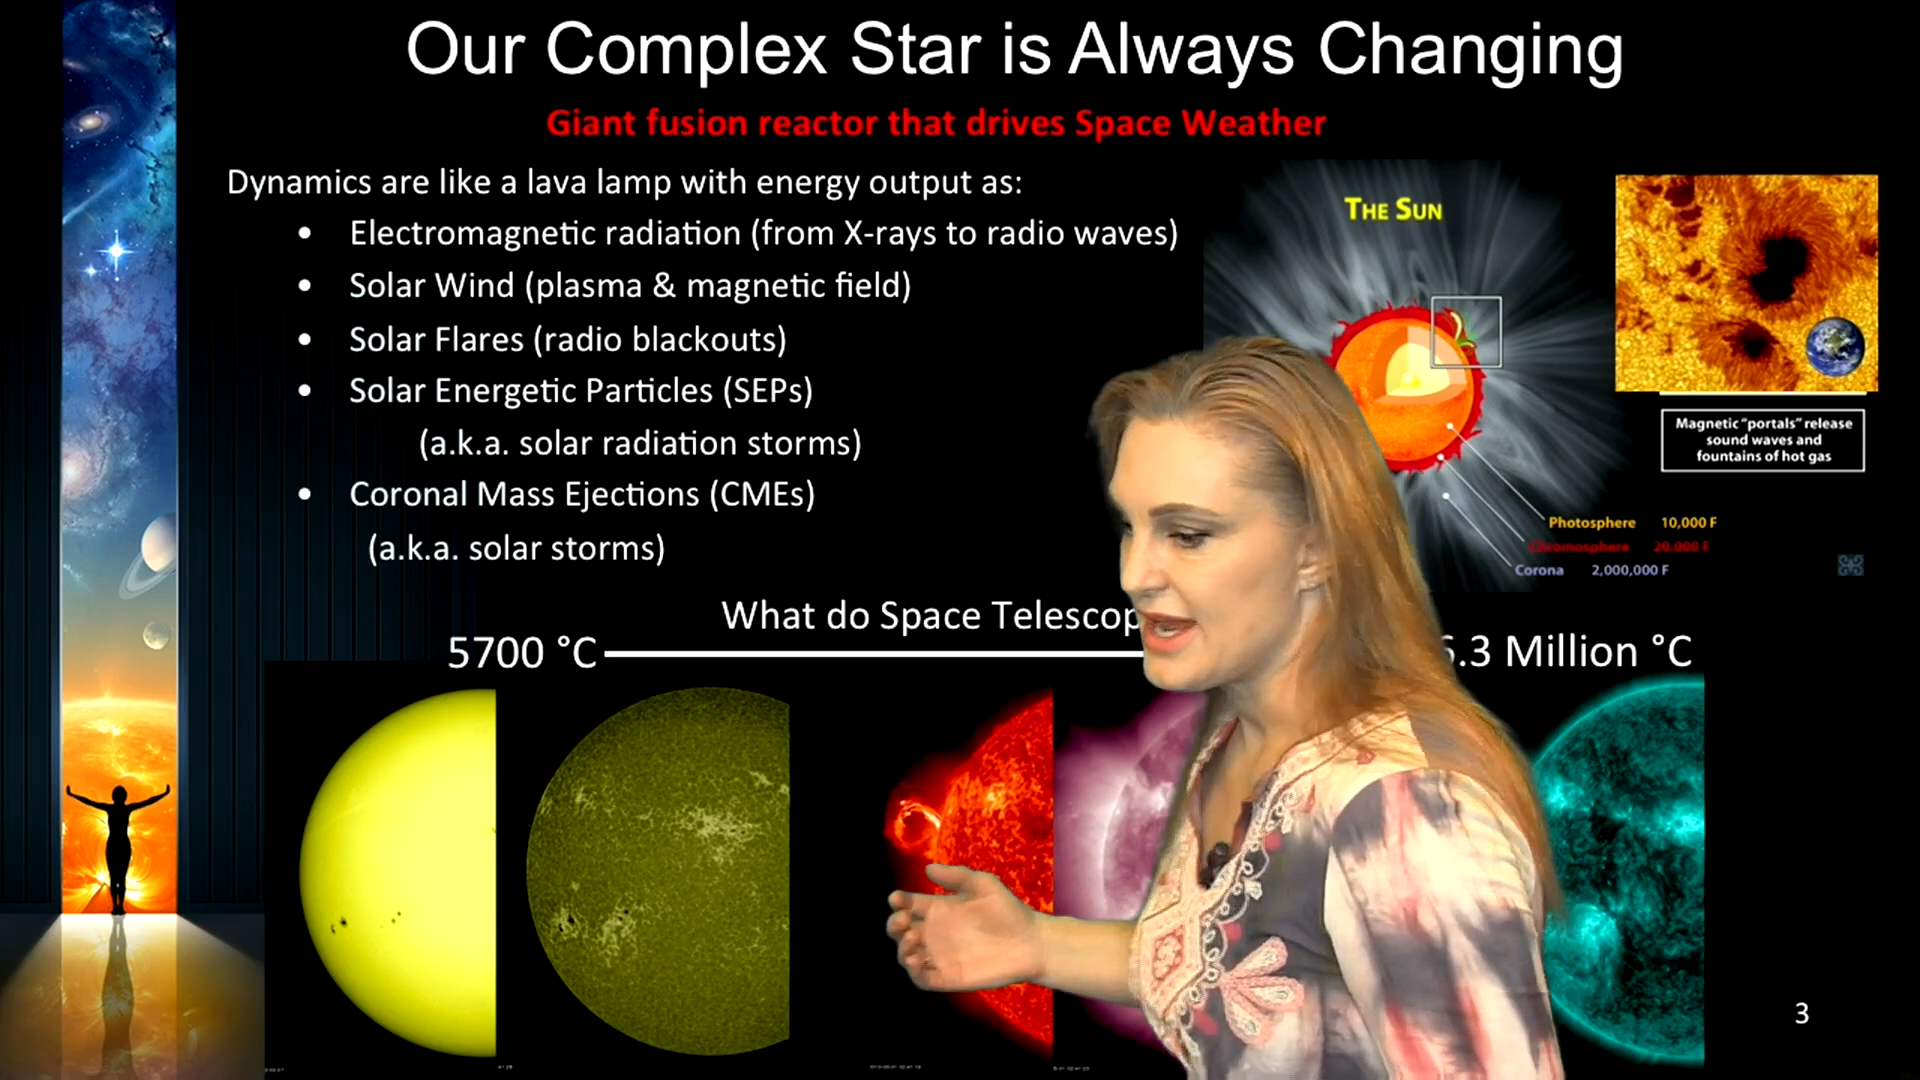 Our Complex Star is Always Changing
Giant fusion reactor that drives Space Weather
Dynamics are like a lava lamp with energy output as:
• Electromagnetic radiation (from X-rays to radio waves)
• Solar Wind (plasma & magnetic field)
• Solar Flares (radio blackouts)
• Solar Energetic Particles (SEPs)
(a.k.a. solar radiation storms)
• Coronal Mass Ejections (CMEs)
(a.k.a. solar storms)
THE SUN
Magnetic “portals” release
sound waves and
fountains of hot gas
Photosphere 10,000 F
Chromosphere 20,000 F
Corona 2,000,000 F
What do Space
5700 °C
.3 Million °C
3